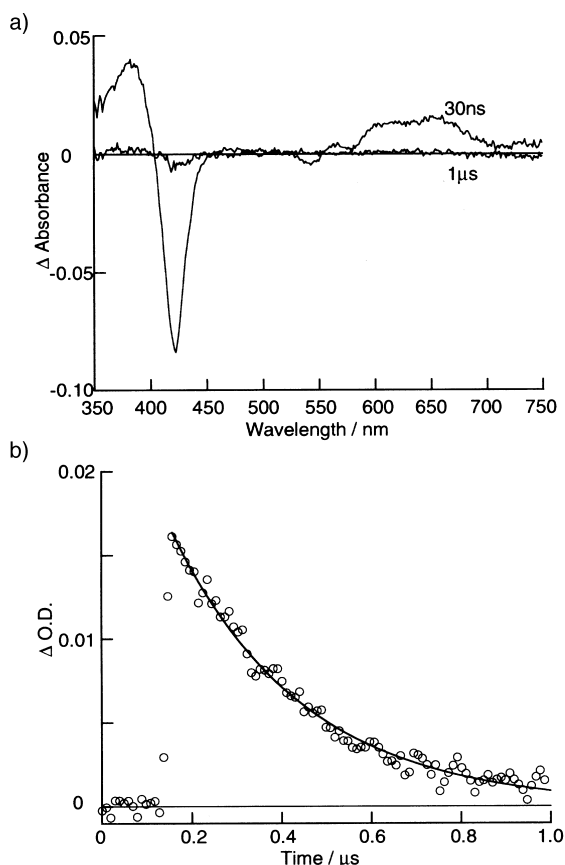 a)
0.05
30ns
0
1μs
Δ Absorbance
-0.05
-0.10
350 400 450 500 550 600 650 700 750
Wavelength / nm
b)
0.02
Δ O.D.
0.01
0
0 0.2 0.4 0.6 0.8 1.0
Time / μs